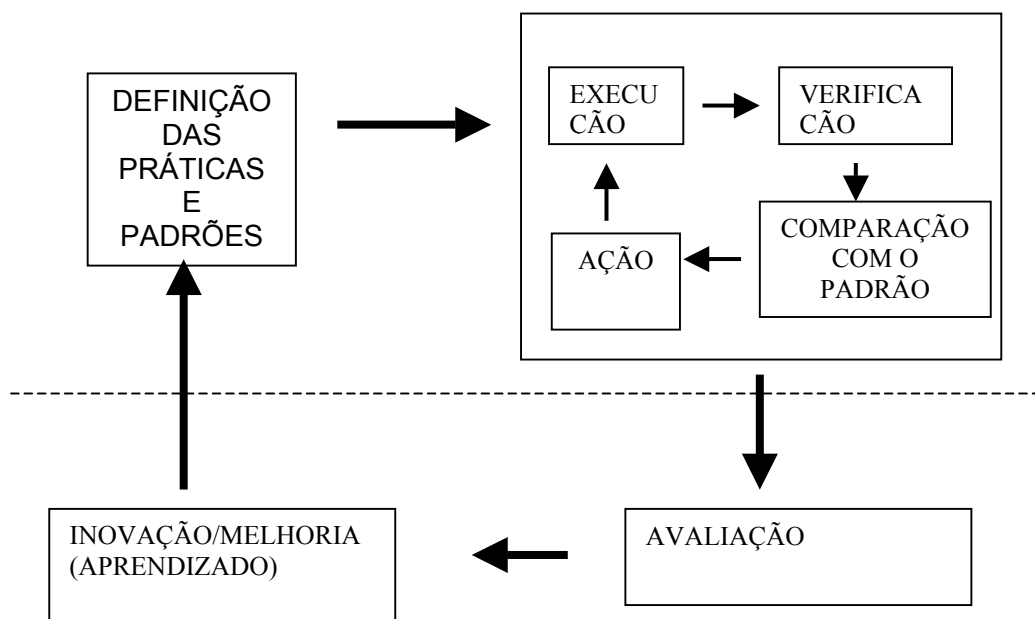 DEFINIÇÃO
DAS
PRÁTICAS
E
PADRÕES
EXECU
CÃO
VERIFICA
CÃO
COMPARAÇÃO
COM O
PADRÃO
AÇÃO
INOVAÇÃO/MELHORIA
(APRENDIZADO)
AVALIAÇÃO